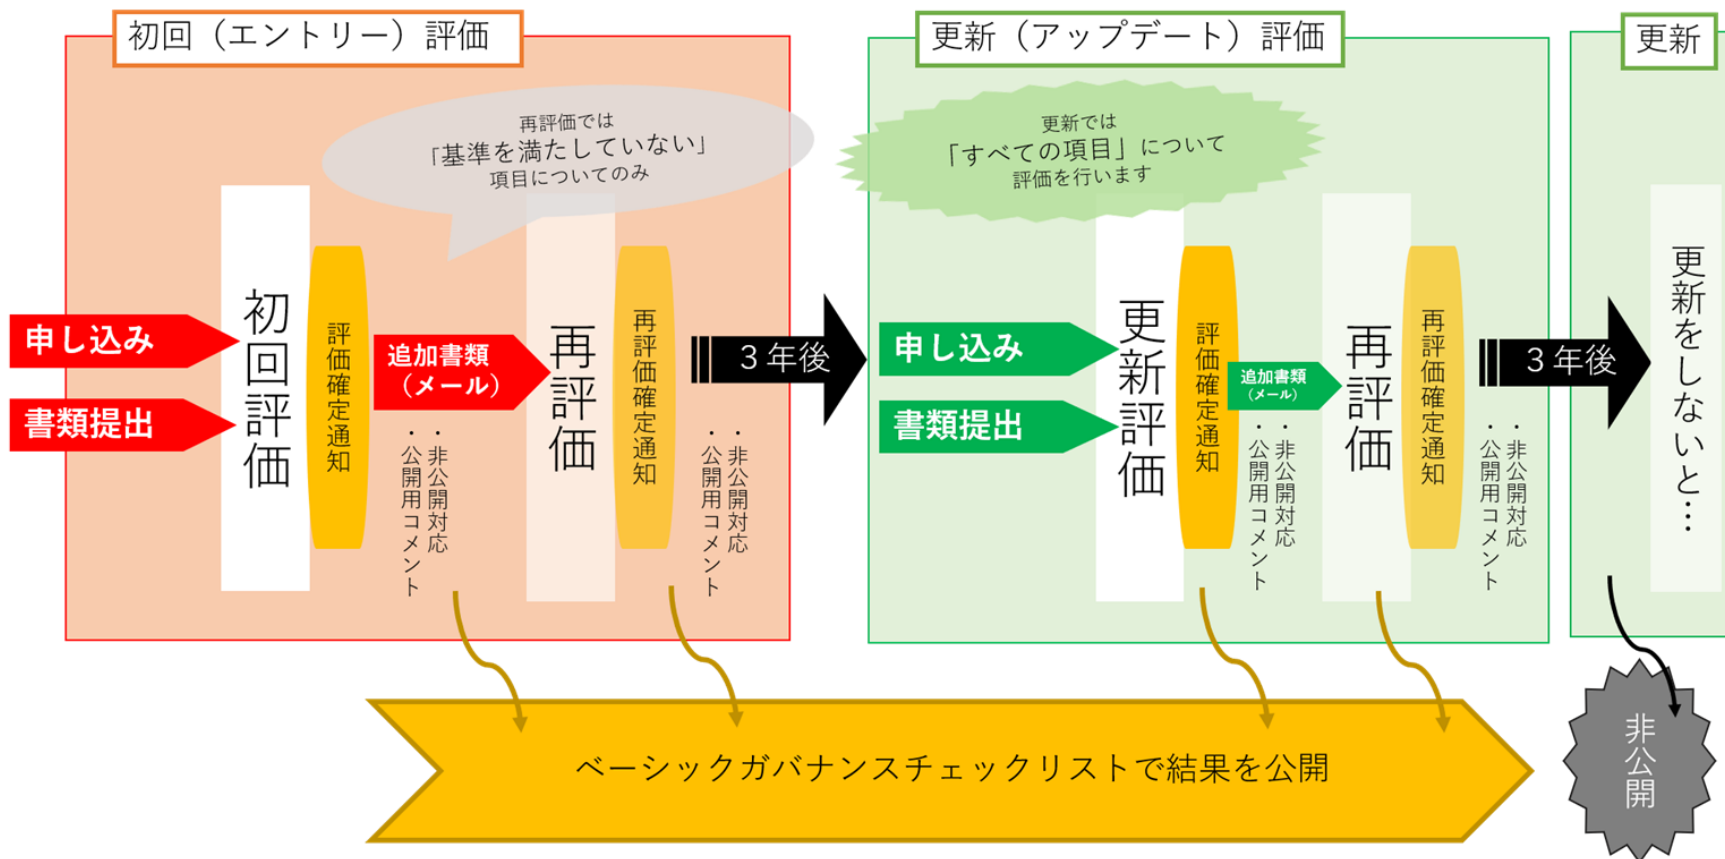 初回（エントリー）評価
再評価では
「基準を満たしていない」
項目についてのみ
申し込み
書類提出
初回評価
評価確定通知
追加書類
（メール）
・非公開対応
・公開用コメント
再評価
再評価確定通知
・非公開対応
・公開用コメント
３年後
更新（アップデート）評価
更新では
「すべての項目」について
評価を行います
申し込み
書類提出
更新評価
評価確定通知
追加書類
（メール）
・非公開対応
・公開用コメント
再評価
再評価確定通知
・非公開対応
・公開用コメント
３年後
更新
更新をしないと…
ベーシックガバナンスチェックリストで結果を公開
非公開